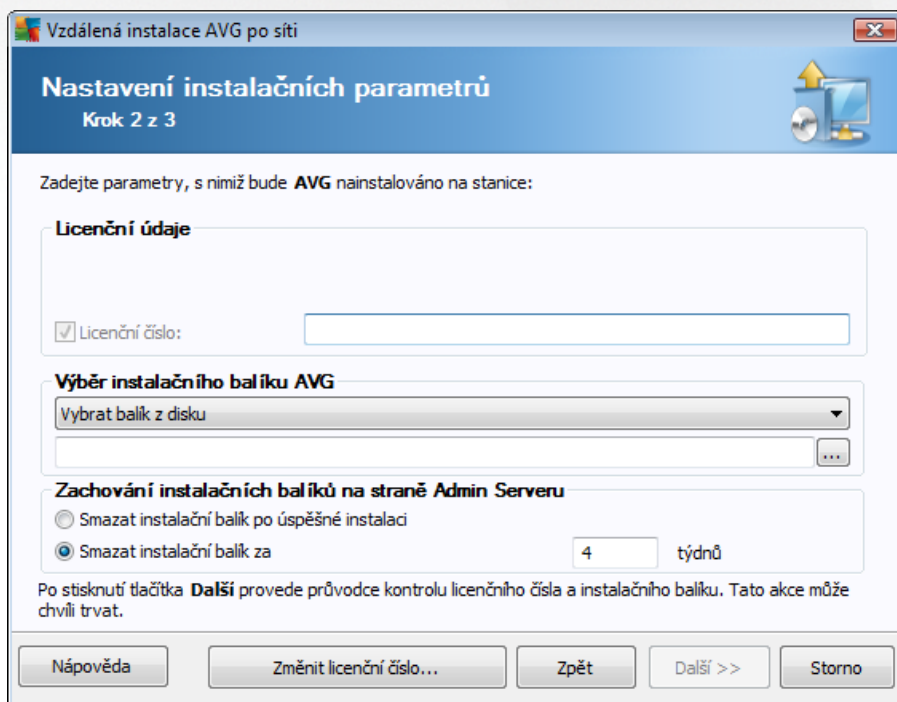 Vzdálená instalace AVG po síti
Nastavení instalačních parametrů
Krok 2 z 3
Zadejte parametry, s nimiž bude AVG nainstalováno na stanice:
Licenční údaje
Licenční číslo:
Výběr instalačního balíku AVG
Vybrat balík z disku
...
Zachování instalačních balíků na straně Admin Serveru
Smazat instalační balík po úspěšné instalaci
Smazat instalační balík za 4 týdnů
Po stisknutí tlačítka Další provede průvodce kontrolu licenčního čísla a instalačního balíku. Tato akce může
chvíli trvat.
Nápověda Změnit licenční číslo... Zpět Další >> Storno